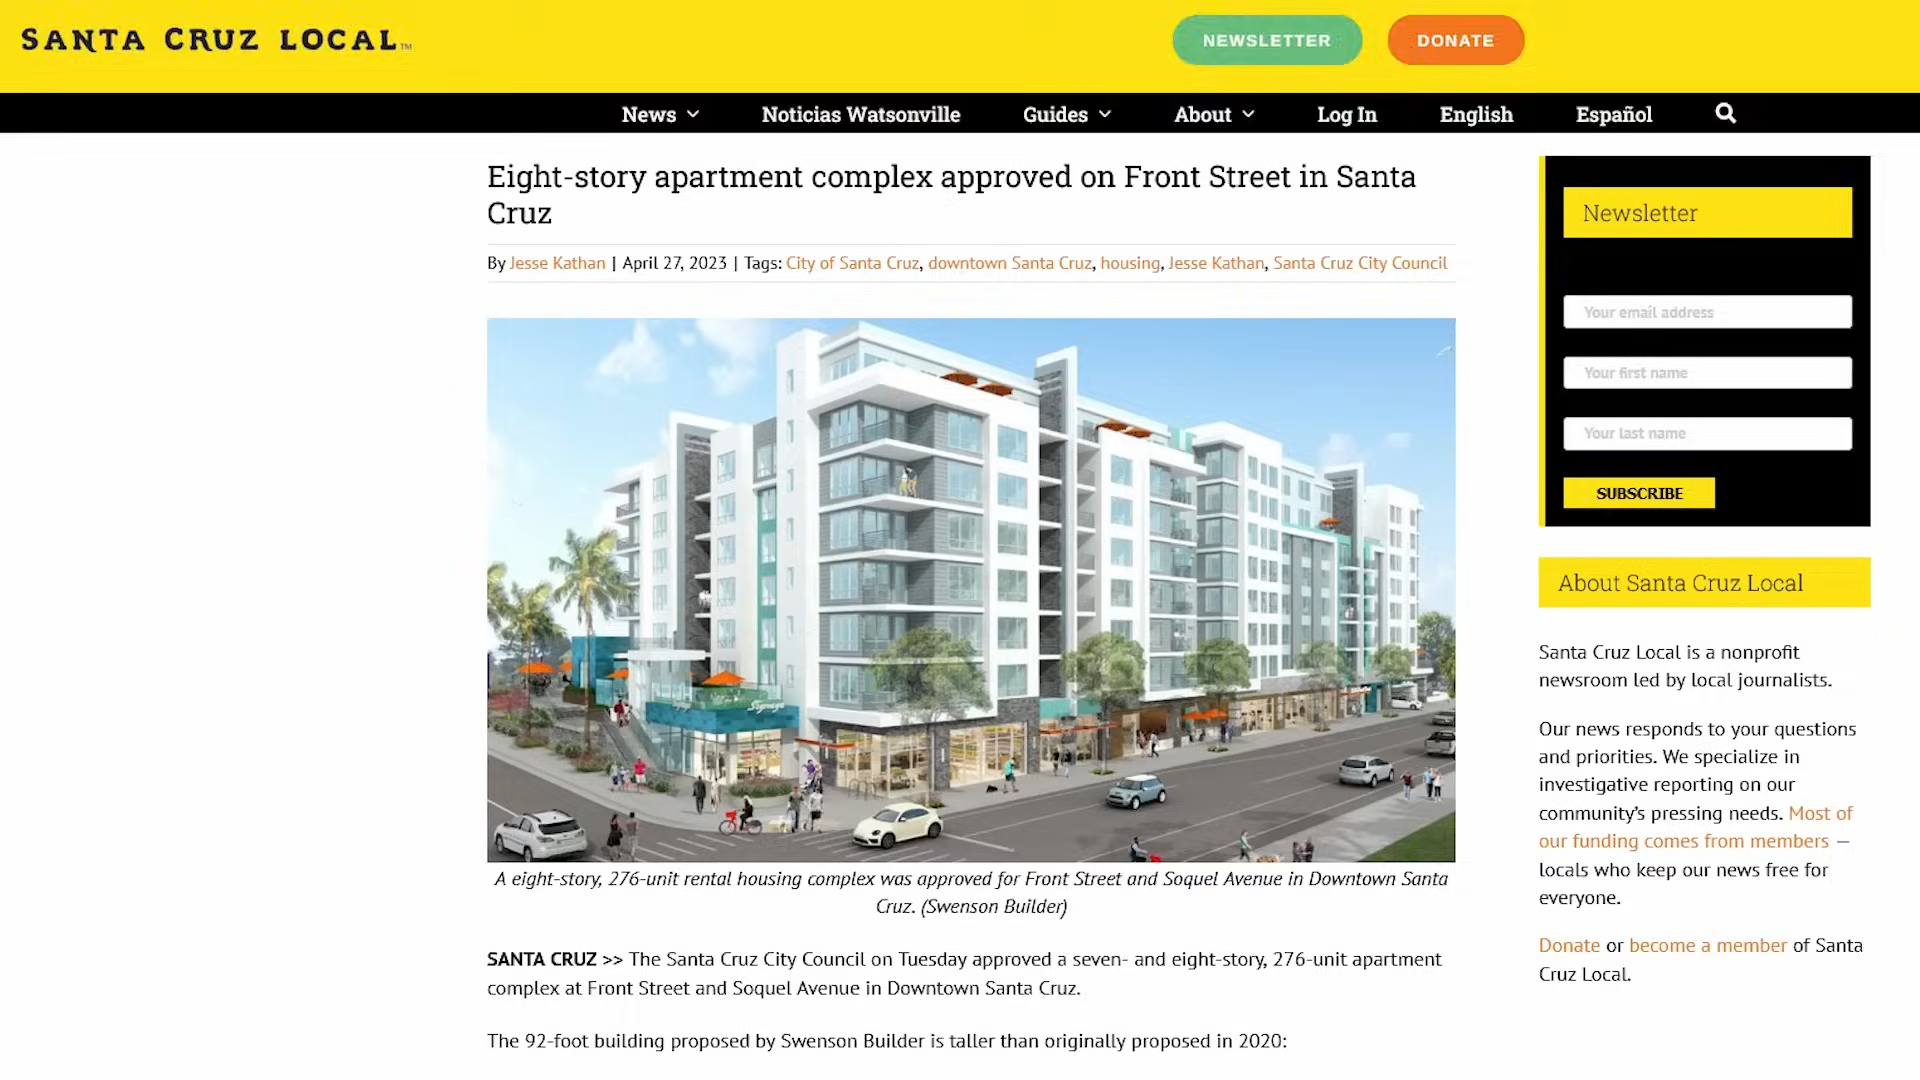 SANTA CRUZ LOCAL™
NEWSLETTER
DONATE
News
Noticias Watsonville
Guides
About
Log In
English
Español
Eight-story apartment complex approved on Front Street in Santa
Cruz
By Jesse Kathan | April 27, 2023 | Tags: City of Santa Cruz, downtown Santa Cruz, housing, Jesse Kathan, Santa Cruz City Council
Signage
A eight-story, 276-unit rental housing complex was approved for Front Street and Soquel Avenue in Downtown Santa
Cruz. (Swenson Builder)
SANTA CRUZ >> The Santa Cruz City Council on Tuesday approved a seven- and eight-story, 276-unit apartment
complex at Front Street and Soquel Avenue in Downtown Santa Cruz.
The 92-foot building proposed by Swenson Builder is taller than originally proposed in 2020:
Newsletter
Your email address
Your first name
Your last name
SUBSCRIBE
About Santa Cruz Local
Santa Cruz Local is a nonprofit
newsroom led by local journalists.
Our news responds to your questions
and priorities. We specialize in
investigative reporting on our
community's pressing needs. Most of
our funding comes from members —
locals who keep our news free for
everyone.
Donate or become a member of Santa
Cruz Local.